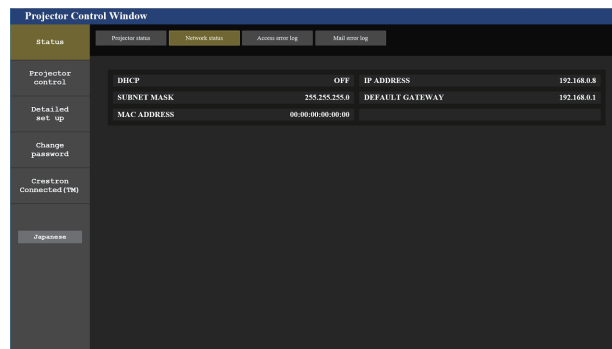 Projector Control Window
Status
Projector status
Network status
Access error log
Mail error log
Projector
control
Detailed
set up
Change
password
Crestron
Connected(TM)
Japanese
DHCP OFF IP ADDRESS 192.168.0.8
SUBNET MASK 255.255.255.0 DEFAULT GATEWAY 192.168.0.1
MAC ADDRESS 00:00:00:00:00:00